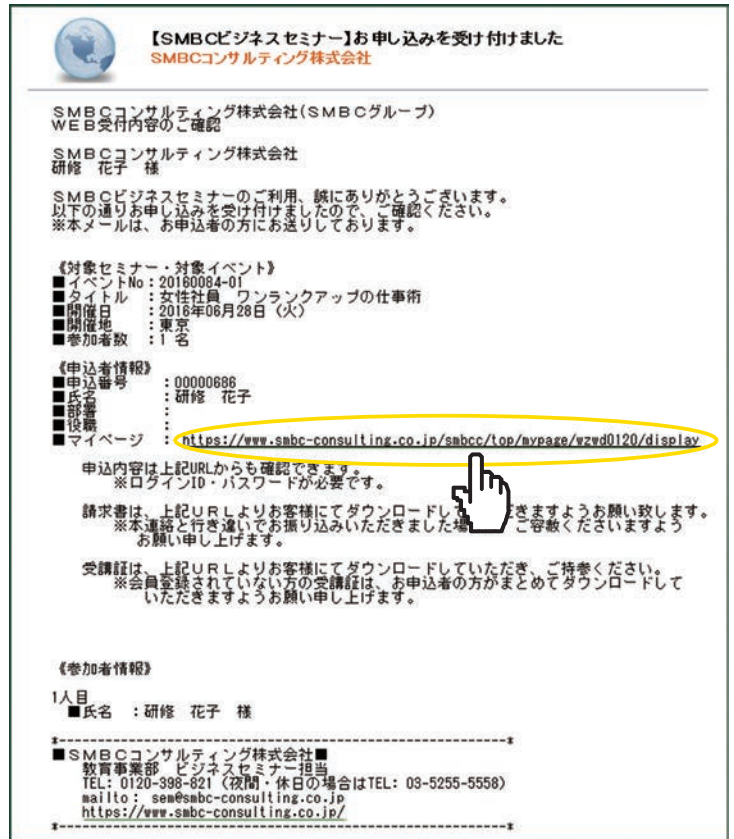 【SMBCビジネスセミナー】お申し込みを受け付けました
SMBCコンサルティング株式会社
ＳＭＢＣコンサルティング株式会社(ＳＭＢＣグループ)
ＷＥＢ受付内容のご確認
ＳＭＢＣコンサルティング株式会社
研修　花子　様
ＳＭＢＣビジネスセミナーのご利用、誠にありがとうございます。
以下の通りお申し込みを受け付けましたので、ご確認ください。
※本メールは、お申込者の方にお送りしております。
《対象セミナー・対象イベント》
■イベントNo：20160084-01
■タイトル　：女性社員　ワンランクアップの仕事術
■開催日　　：2016年06月28日（火）
■開催地　　：東京
■参加者数　：1 名
《申込者情報》
■申込番号　　：00000686
■氏名　　　　：研修　花子
■部署　　　　：
■役職　　　　：
■マイページ　：https://www.smbc-consulting.co.jp/smbcc/top/mypage/wzwd0120/display
申込内容は上記URLからも確認できます。
※ログインID・パスワードが必要です。
請求書は、上記ＵＲＬよりお客様にてダウンロードして きますようお願い致します。
※本連絡と行き違いでお振り込みいただきました場 ご容赦くださいますよう
お願い申し上げます。
受講証は、上記ＵＲＬよりお客様にてダウンロードしていただき、ご持参ください。
※会員登録されていない方の受講証は、お申込者の方がまとめてダウンロードして
いただきますようお願い申し上げます。
《参加者情報》
1人目
■氏名　：研修　花子　様
*----------------------------------------------------------*
■ＳＭＢＣコンサルティング株式会社■
教育事業部　ビジネスセミナー担当
TEL: 0120-398-821（夜間・休日の場合はTEL: 03-5255-5558）
mailto： sem@smbc-consulting.co.jp
https://www.smbc-consulting.co.jp/
*----------------------------------------------------------*